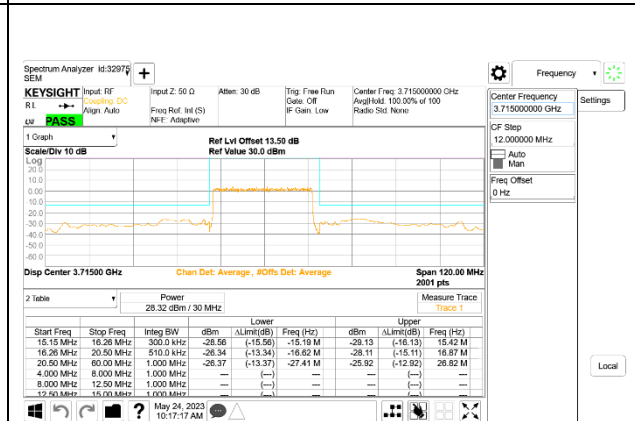 Spectrum Analyzer Id:32975
SEM
+
Frequency
KEYSIGHT Input: RF
Coupling: DC
Align: Auto
RL
PASS
Input Z: 50 Ω
Freq Ref: Int (S)
NFE: Adaptive
Atten: 30 dB
Trig: Free Run
Gate: Off
IF Gain: Low
Center Freq: 3.715000000 GHz
Avg|Hold: 100.00% of 100
Radio Std: None
Center Frequency
3.715000000 GHz
Settings
CF Step
12.000000 MHz
Auto
Man
Freq Offset
0 Hz
1 Graph
Scale/Div 10 dB
Ref Lvl Offset 13.50 dB
Ref Value 30.0 dBm
Log
20.0
10.0
0.00
-10.0
-20.0
-30.0
-40.0
-50.0
-60.0
Disp Center 3.71500 GHz
Chan Det: Average, #Offs Det: Average
Span 120.00 MHz
2001 pts
2 Table
Power
28.32 dBm / 30 MHz
Measure Trace
Trace 1
Lower Upper
Start Freq Stop Freq Integ BW dBm ΔLimit(dB) Freq (Hz) dBm ΔLimit(dB) Freq (Hz)
15.15 MHz 16.26 MHz 300.0 kHz -28.56 (-15.56) -15.19 M -29.13 (-16.13) 15.42 M
16.26 MHz 20.50 MHz 510.0 kHz -26.34 (-13.34) -16.62 M -28.11 (-15.11) 16.87 M
20.50 MHz 60.00 MHz 1.000 MHz -26.37 (-13.37) -27.41 M -25.92 (-12.92) 26.82 M
4.000 MHz 8.000 MHz 1.000 MHz --- (---) --- --- (---) ---
8.000 MHz 12.50 MHz 1.000 MHz --- (---) --- --- (---) ---
12.50 MHz 15.00 MHz 1.000 MHz --- (---) --- --- (---) ---
Local
?
May 24, 2023
10:17:17 AM